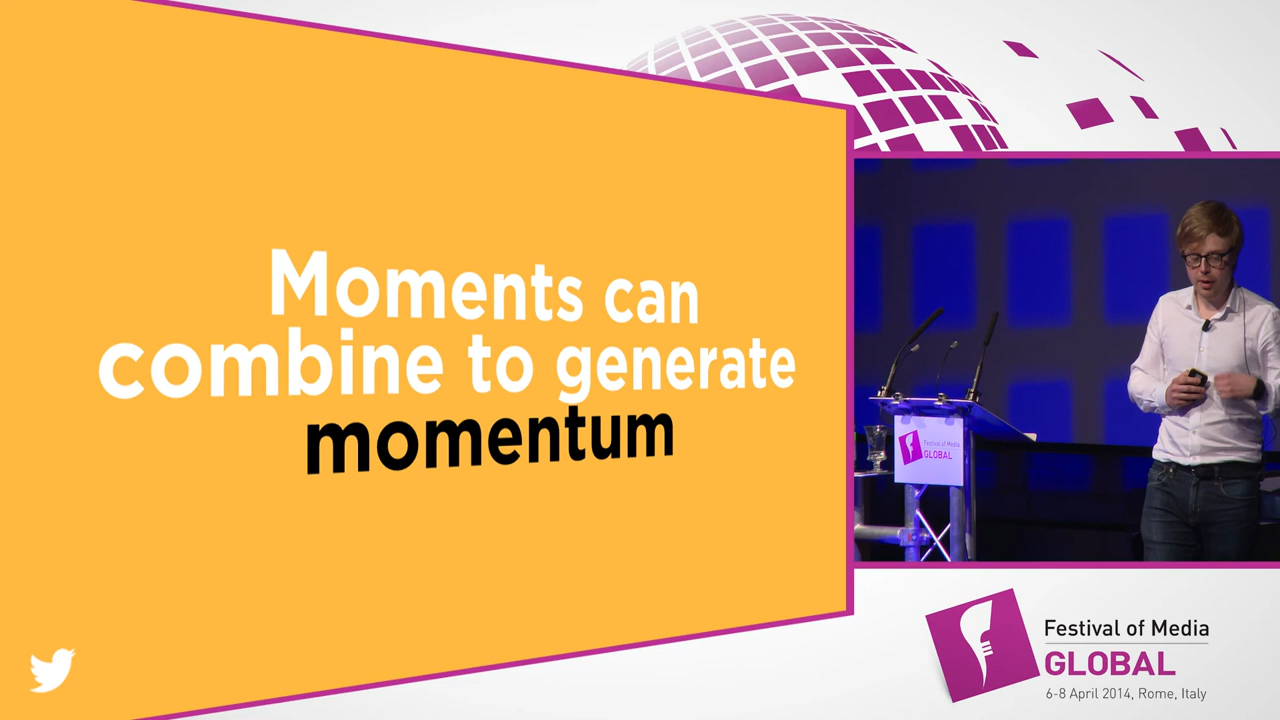 Moments can
combine to generate
momentum
Festival of Media
GLOBAL
Festival of Media
GLOBAL
6-8 April 2014, Rome, Italy